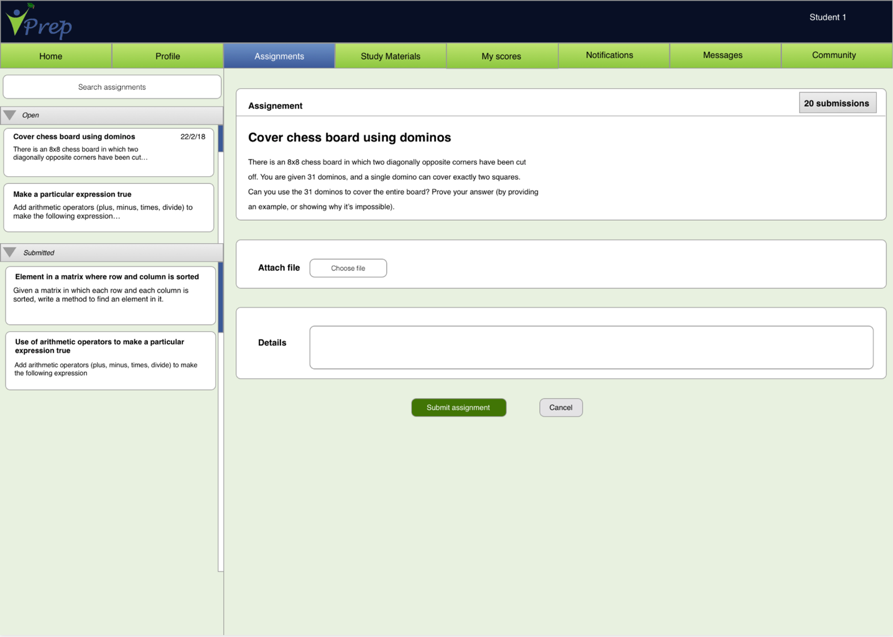 Prep
Student 1
Home
Profile
Assignments
Study Materials
My scores
Notifications
Messages
Community
Search assignments
Open
Cover chess board using dominos 22/2/18
There is an 8x8 chess board in which two
diagonally opposite corners have been cut...
Make a particular expression true
Add arithmetic operators (plus, minus, times, divide) to
make the following expression...
Submitted
Element in a matrix where row and column is sorted
Given a matrix in which each row and each column is
sorted, write a method to find an element in it.
Use of arithmetic operators to make a particular
expression true
Add arithmetic operators (plus, minus, times, divide) to make
the following expression
Assignement
20 submissions
Cover chess board using dominos
There is an 8x8 chess board in which two diagonally opposite corners have been cut
off. You are given 31 dominos, and a single domino can cover exactly two squares.
Can you use the 31 dominos to cover the entire board? Prove your answer (by providing
an example, or showing why it's impossible).
Attach file
Choose file
Details
Submit assignment
Cancel